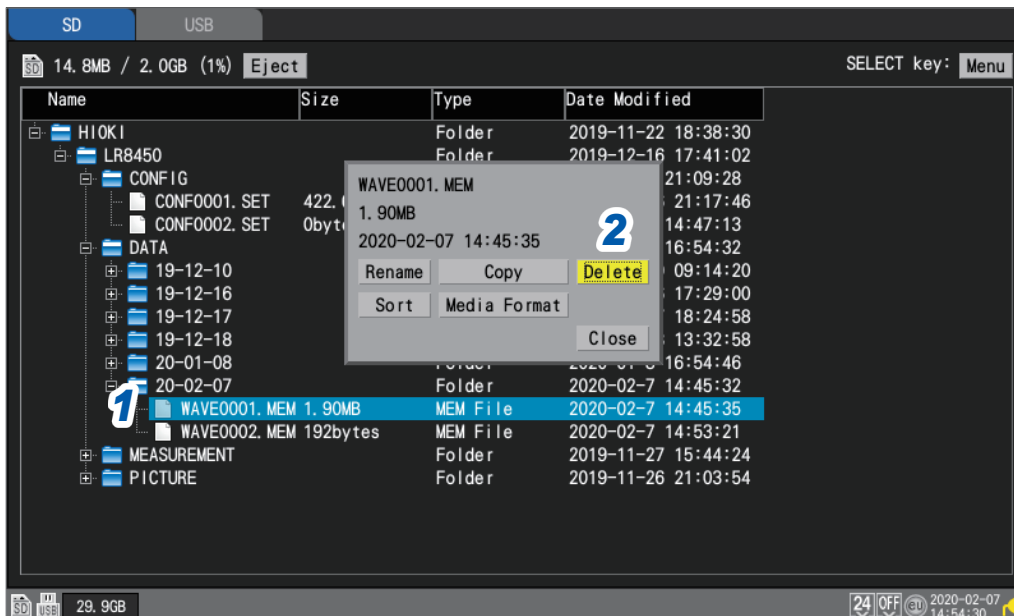 SD USB
14.8MB / 2.0GB (1%) Eject SELECT key: Menu
Name Size Type Date Modified
HIOKI Folder 2019-11-22 18:38:30
LR8450 Folder 2019-12-16 17:41:02
CONFIG 21:09:28
CONF0001.SET 422. 21:17:46
CONF0002.SET 0byt 14:47:13
DATA 16:54:32
19-12-10 09:14:20
19-12-16 17:29:00
19-12-17 18:24:58
19-12-18 13:32:58
20-01-08 16:54:46
20-02-07 Folder 2020-02-7 14:45:32
WAVE0001.MEM 1.90MB MEM File 2020-02-7 14:45:35
WAVE0002.MEM 192bytes MEM File 2020-02-7 14:53:21
MEASUREMENT Folder 2019-11-27 15:44:24
PICTURE Folder 2019-11-26 21:03:54
WAVE0001.MEM
1.90MB
2020-02-07 14:45:35
Rename Copy Delete
Sort Media Format
Close
1
2
SD USB 29.9GB 24 OFF eu 2020-02-07
14:54:30